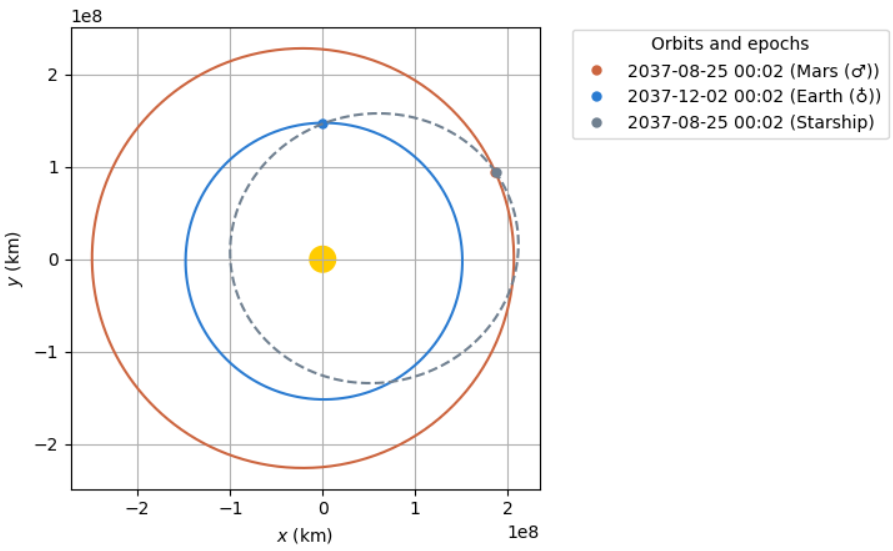 1e8
Orbits and epochs
2037-08-25 00:02 (Mars (♂))
2037-12-02 00:02 (Earth (♁))
2037-08-25 00:02 (Starship)
2
1
0
−1
−2
y (km)
−2 −1 0 1 2
x (km)
1e8